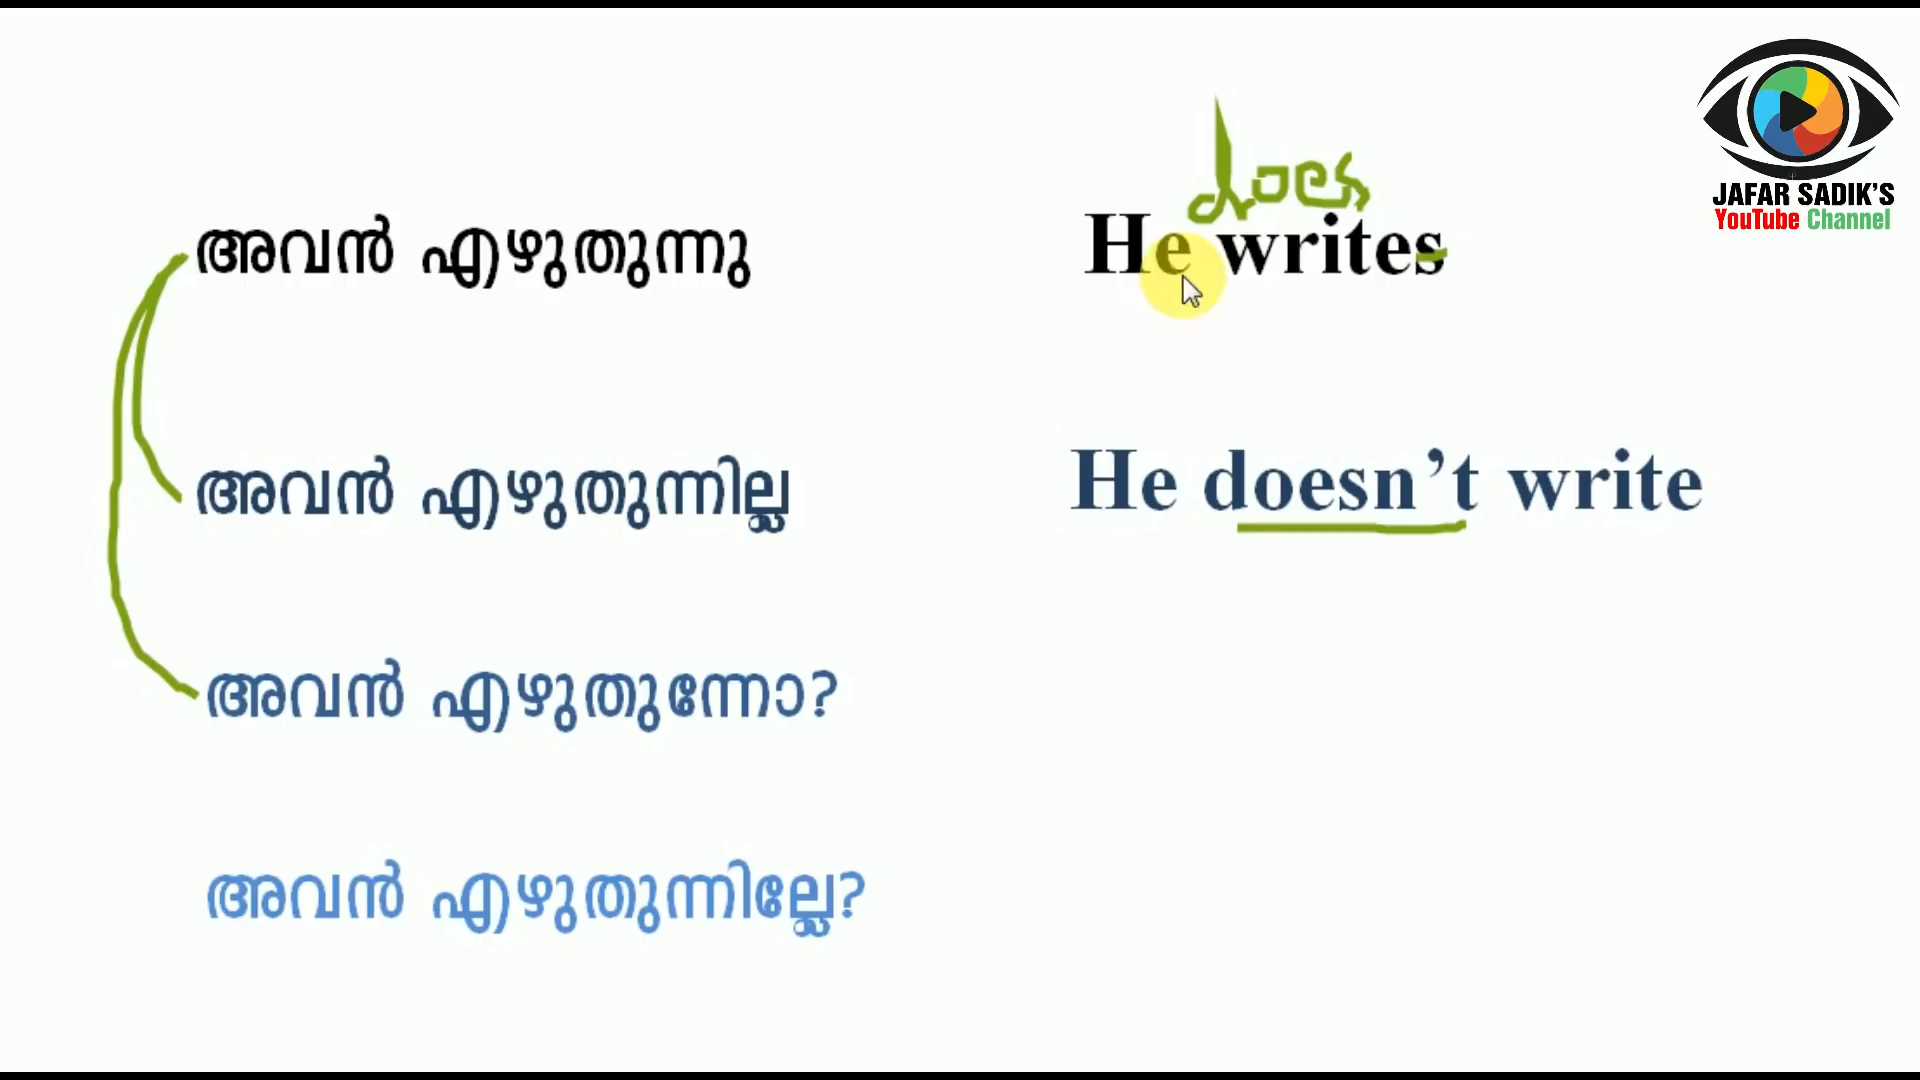 JAFAR SADIK'S
YouTube Channel
does
അവൻ എഴുതുന്നു
He writes
അവൻ എഴുതുന്നില്ല
He doesn’t write
അവൻ എഴുതുന്നോ?
അവൻ എഴുതുന്നില്ലേ?